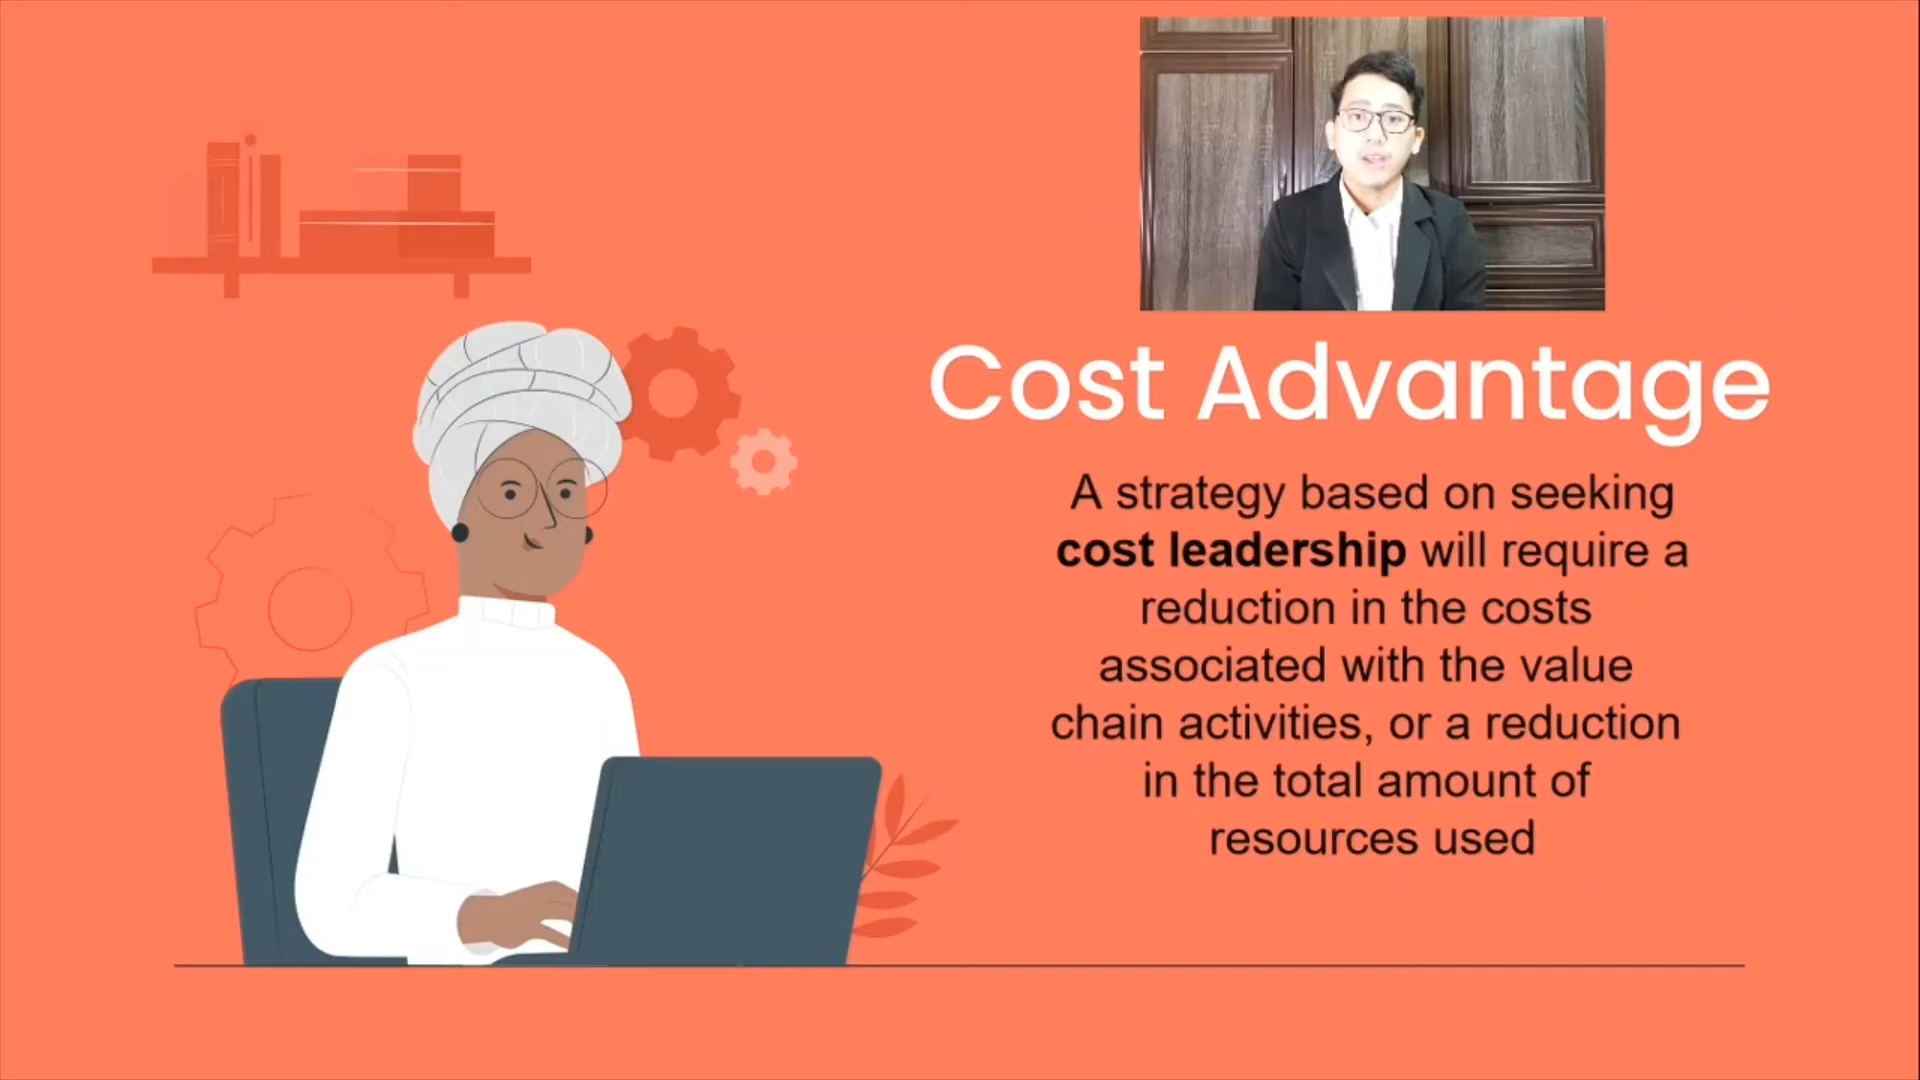 Cost Advantage
A strategy based on seeking
cost leadership will require a
reduction in the costs
associated with the value
chain activities, or a reduction
in the total amount of
resources used